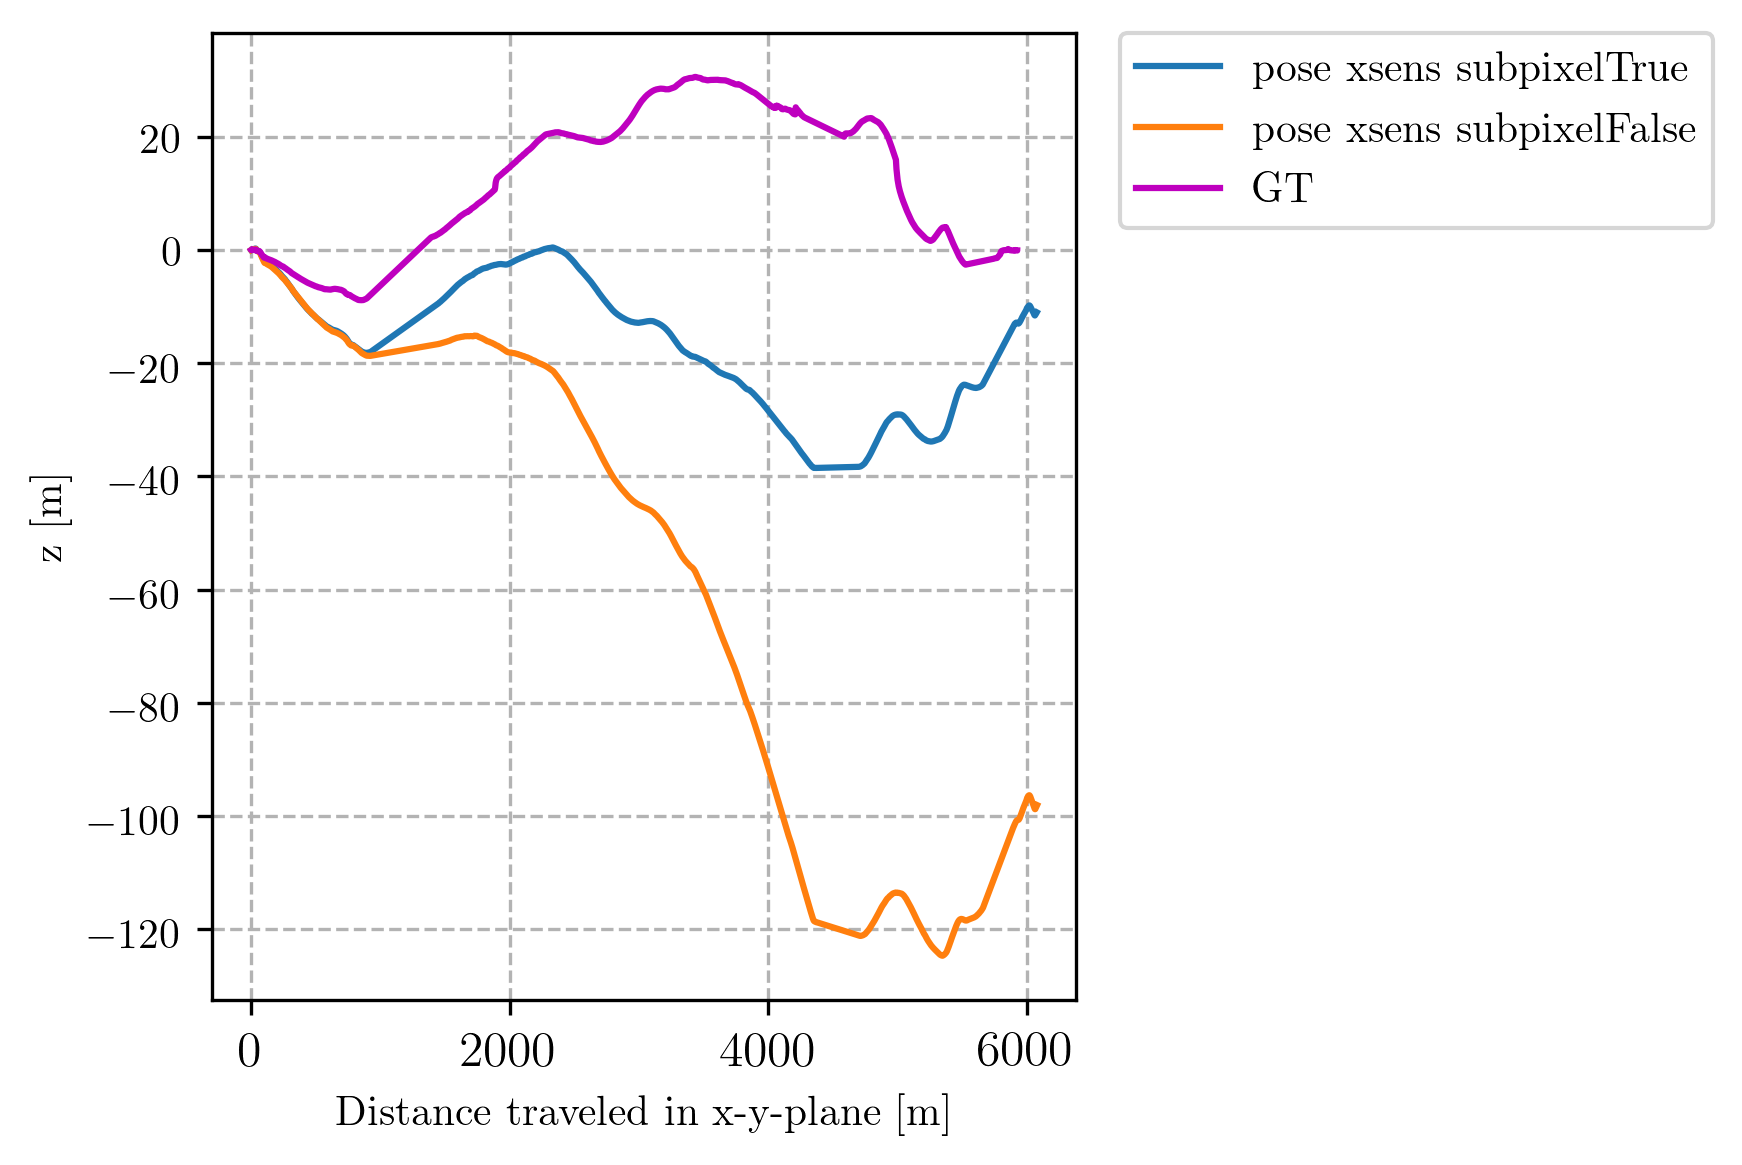 pose xsens subpixelTrue
pose xsens subpixelFalse
GT
20
0
−20
−40
−60
−80
−100
−120
z [m]
0 2000 4000 6000
Distance traveled in x-y-plane [m]